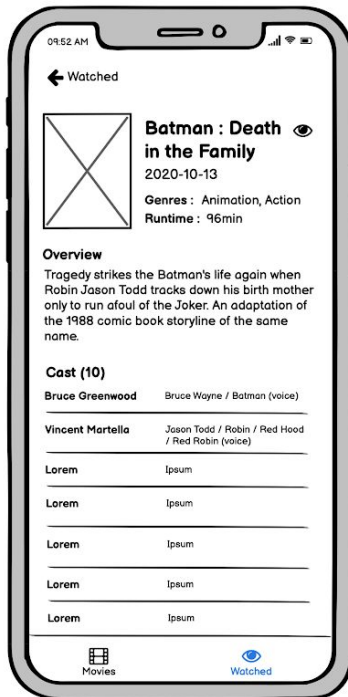 09:52 AM
Watched
Batman : Death
in the Family
2020-10-13
Genres : Animation, Action
Runtime : 96min
Overview
Tragedy strikes the Batman's life again when
Robin Jason Todd tracks down his birth mother
only to run afoul of the Joker. An adaptation of
the 1988 comic book storyline of the same
name.
Cast (10)
Bruce Greenwood Bruce Wayne / Batman (voice)
Vincent Martella Jason Todd / Robin / Red Hood
/ Red Robin (voice)
Lorem Ipsum
Lorem Ipsum
Lorem Ipsum
Lorem Ipsum
Lorem Ipsum
Movies Watched